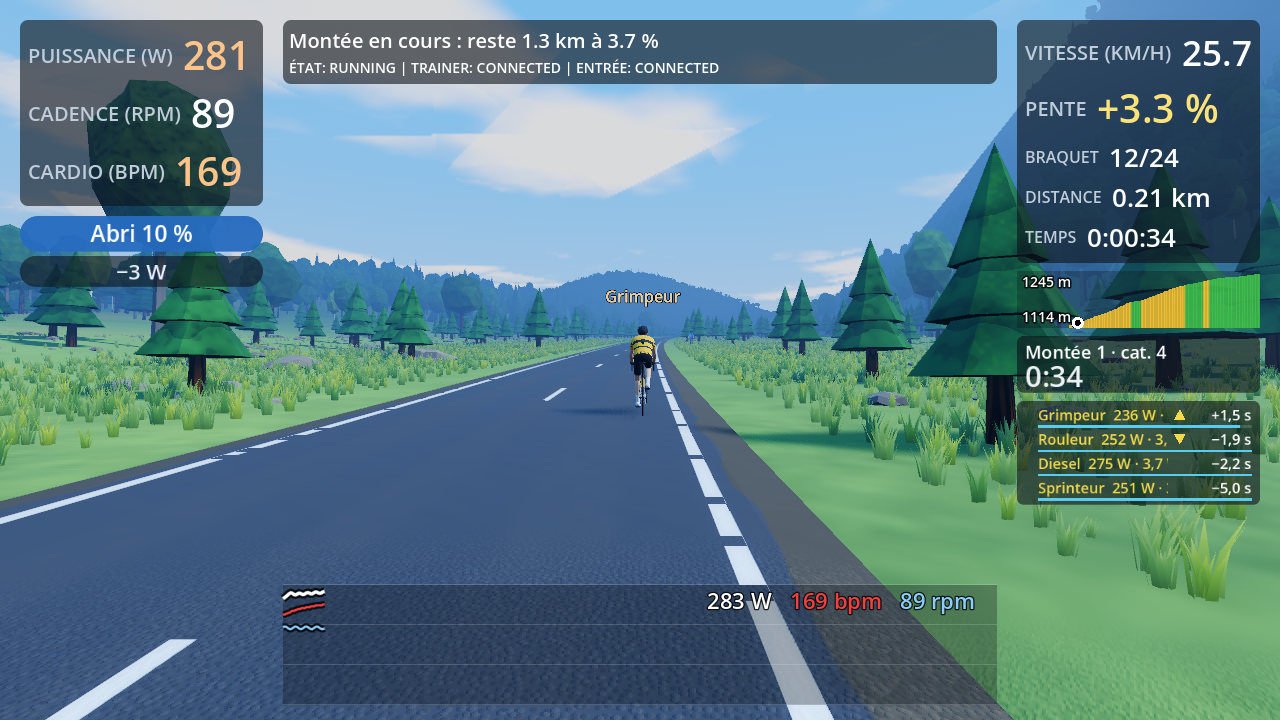 PUISSANCE (W) 281
CADENCE (RPM) 89
CARDIO (BPM) 169
Abri 10 %
−3 W
Montée en cours : reste 1.3 km à 3.7 %
ÉTAT: RUNNING | TRAINER: CONNECTED | ENTRÉE: CONNECTED
VITESSE (KM/H) 25.7
PENTE +3.3 %
BRAQUET 12/24
DISTANCE 0.21 km
TEMPS 0:00:34
1245 m
1114 m
Montée 1 · cat. 4
0:34
Grimpeur 236 W · ▲ +1,5 s
Rouleur 252 W · 3, ▼ −1,9 s
Diesel 275 W · 3,7 −2,2 s
Sprinteur 251 W · −5,0 s
Grimpeur
283 W 169 bpm 89 rpm